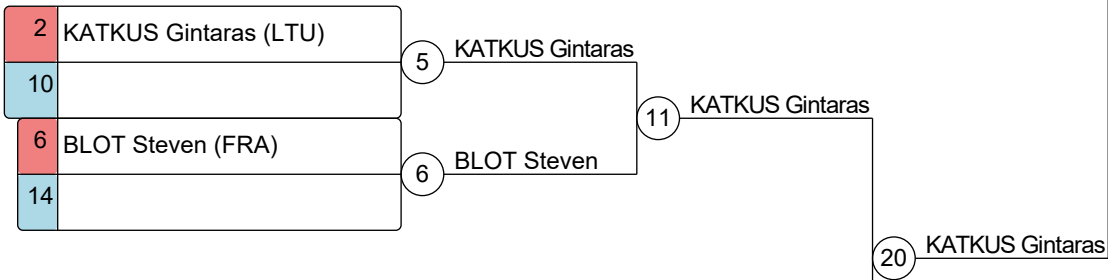 2 KATKUS Gintaras (LTU)
10
5 KATKUS Gintaras
6 BLOT Steven (FRA)
14
6 BLOT Steven
11 KATKUS Gintaras
20 KATKUS Gintaras